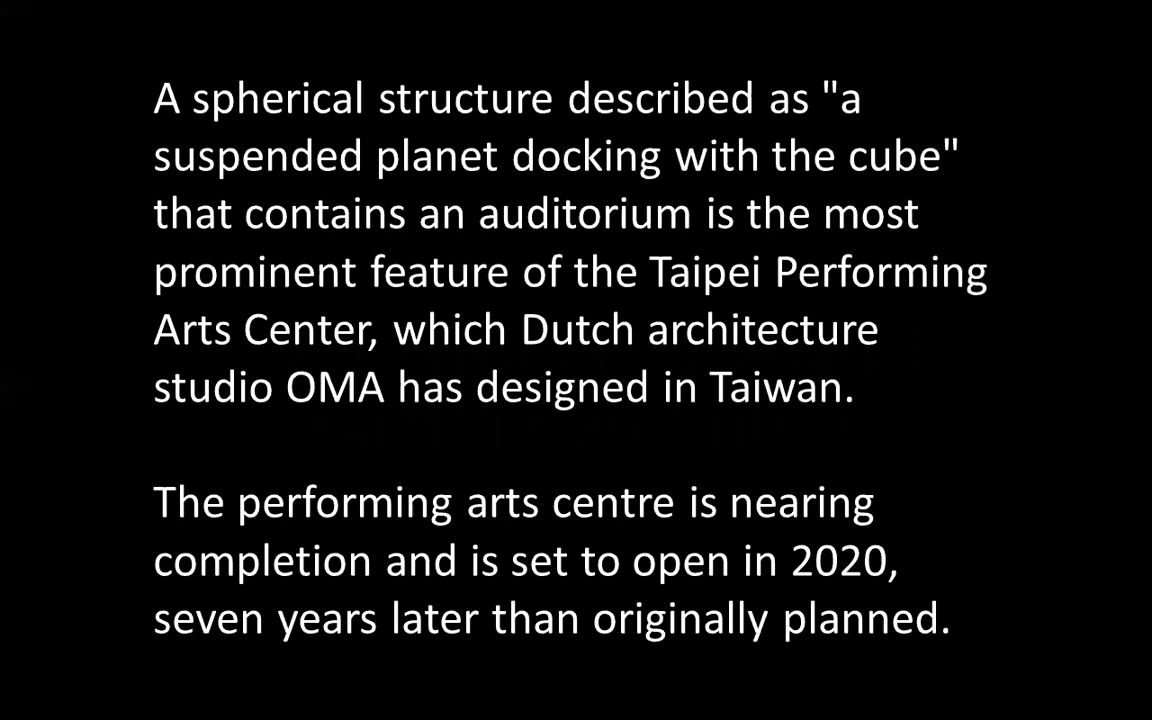 A spherical structure described as "a
suspended planet docking with the cube"
that contains an auditorium is the most
prominent feature of the Taipei Performing
Arts Center, which Dutch architecture
studio OMA has designed in Taiwan.
The performing arts centre is nearing
completion and is set to open in 2020,
seven years later than originally planned.